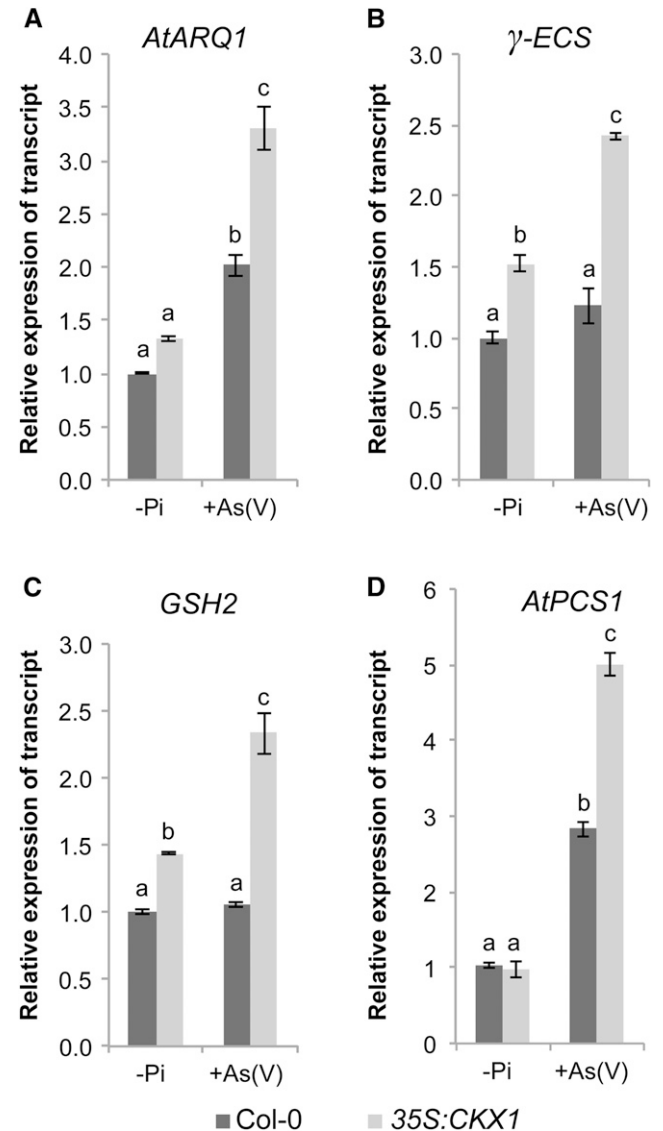 A
AtARQ1
Relative expression of transcript
4.0
3.5
3.0
2.5
2.0
1.5
1.0
0.5
0.0
a
a
b
c
-Pi
+As(V)
B
γ-ECS
Relative expression of transcript
3.0
2.5
2.0
1.5
1.0
0.5
0.0
a
b
a
c
-Pi
+As(V)
C
GSH2
Relative expression of transcript
3.0
2.5
2.0
1.5
1.0
0.5
0.0
a
b
a
c
-Pi
+As(V)
D
AtPCS1
Relative expression of transcript
6
5
4
3
2
1
0
a
a
b
c
-Pi
+As(V)
Col-0
35S:CKX1